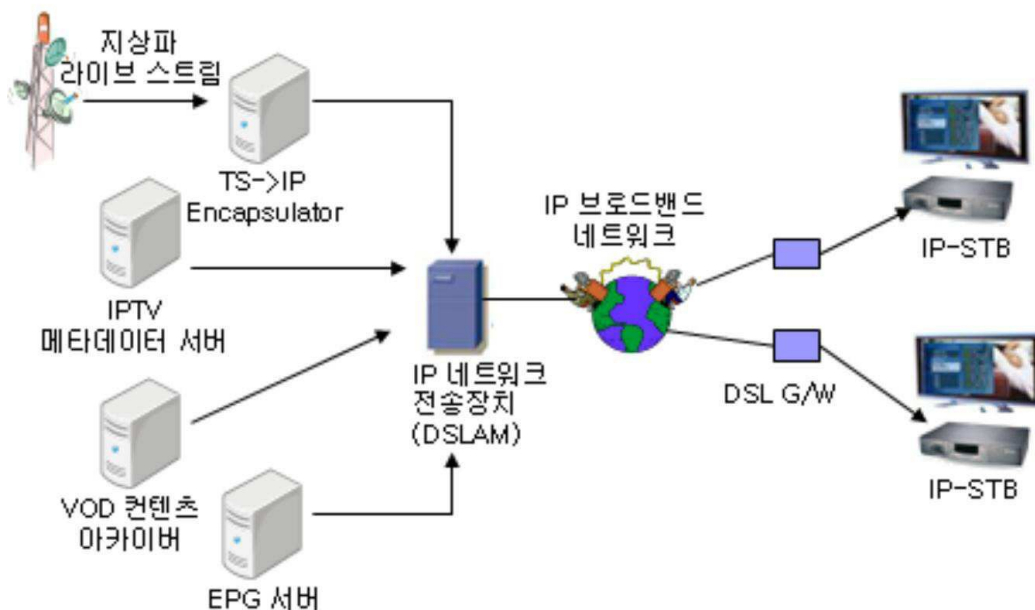 지상파
라이브 스트림
TS->IP
Encapsulator
IPTV
메타데이터 서버
VOD 컨텐츠
아카이버
EPG 서버
IP 네트워크
전송장치
(DSLAM)
IP 브로드밴드
네트워크
DSL G/W
IP-STB
IP-STB